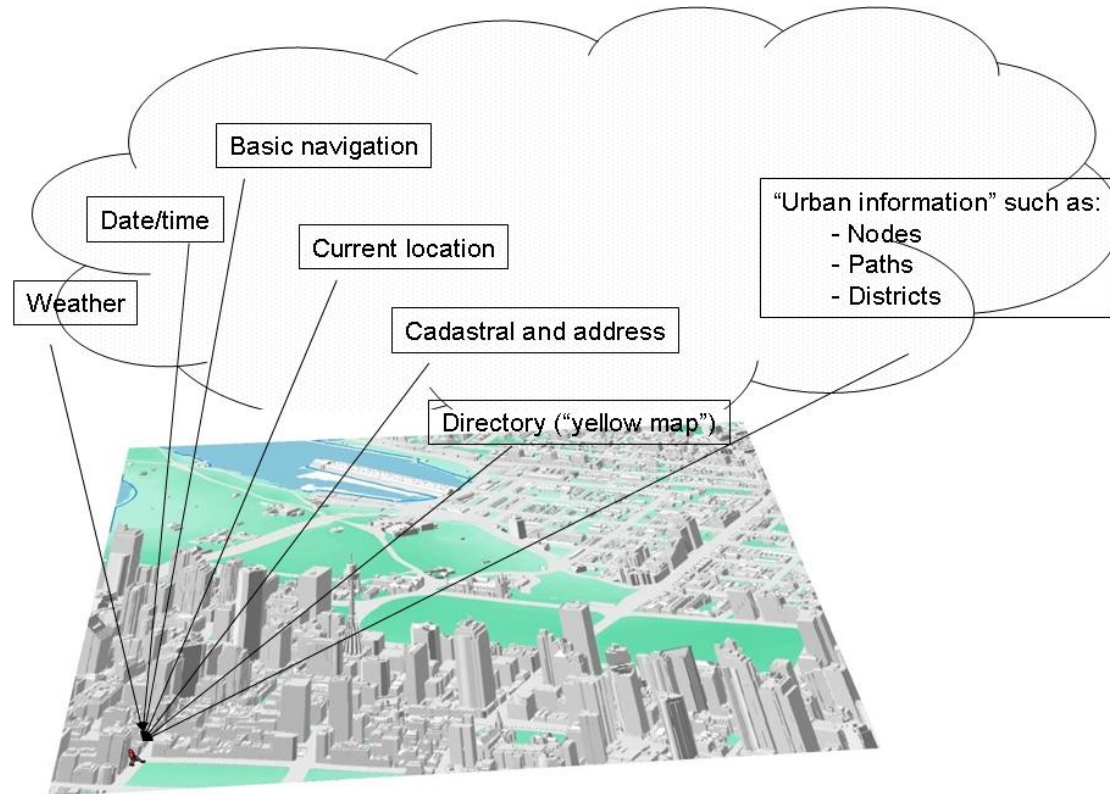 Basic navigation
Date/time
Current location
Weather
Cadastral and address
Directory (“yellow map”)
“Urban information” such as:
- Nodes
- Paths
- Districts